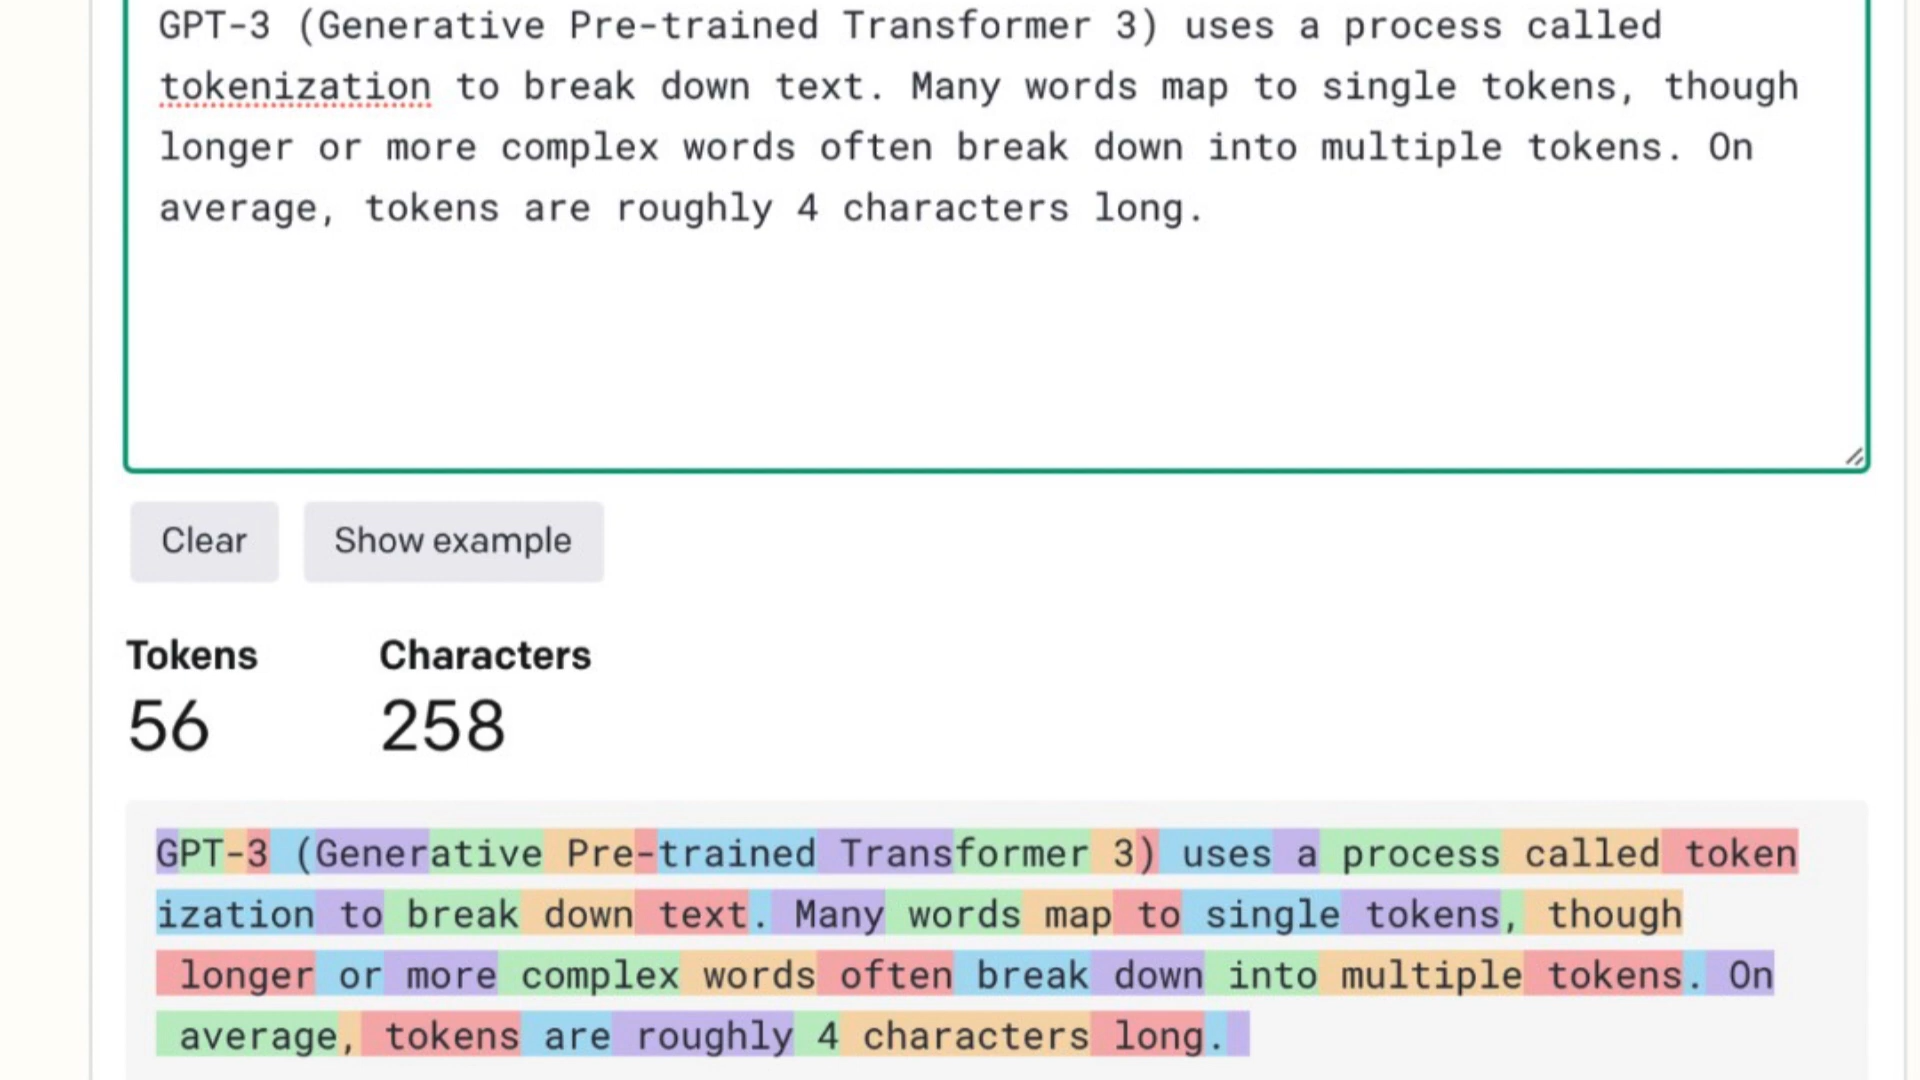 GPT-3 (Generative Pre-trained Transformer 3) uses a process called
tokenization to break down text. Many words map to single tokens, though
longer or more complex words often break down into multiple tokens. On
average, tokens are roughly 4 characters long.
Clear Show example
Tokens Characters
56 258
GPT-3 (Generative Pre-trained Transformer 3) uses a process called token
ization to break down text. Many words map to single tokens, though
longer or more complex words often break down into multiple tokens. On
average, tokens are roughly 4 characters long.